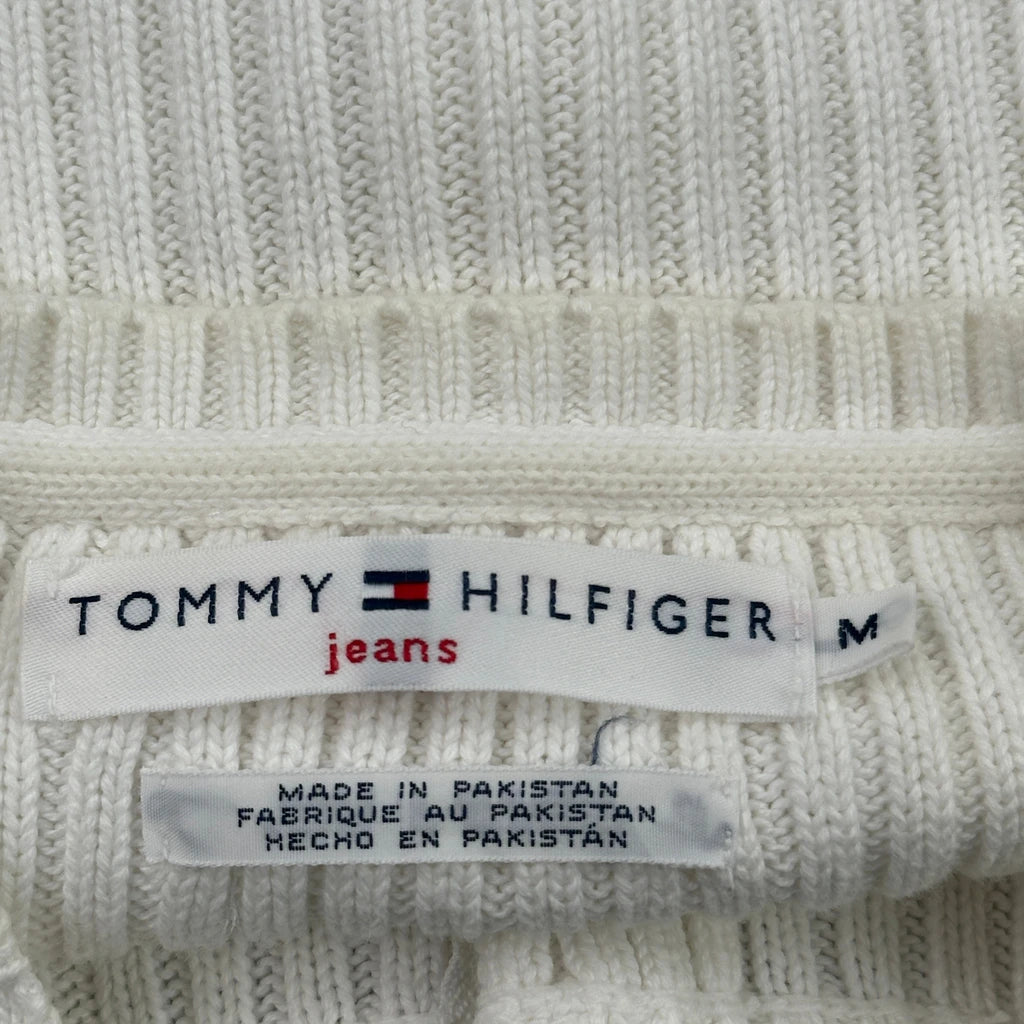 TOMMY HILFIGER
jeans
M
MADE IN PAKISTAN
FABRIQUE AU PAKISTAN
HECHO EN PAKISTÁN